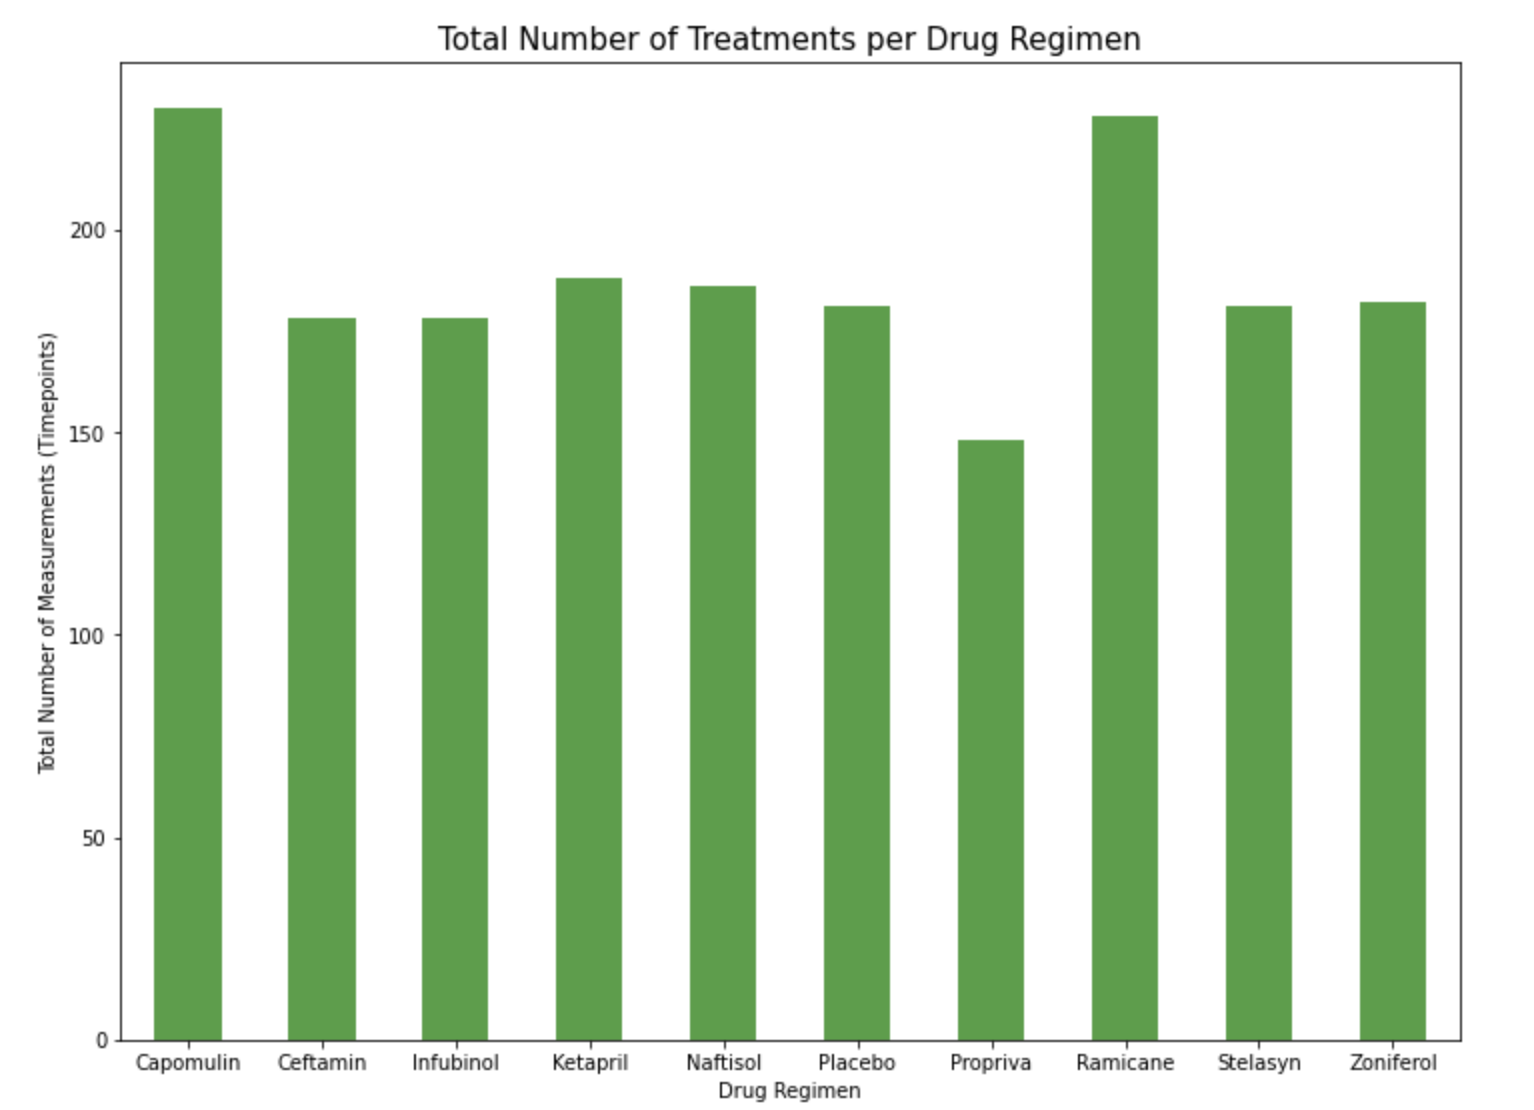 Total Number of Treatments per Drug Regimen
Total Number of Measurements (Timepoints)
200
150
100
50
0
Capomulin Ceftamin Infubinol Ketapril Naftisol Placebo Propriva Ramicane Stelasyn Zoniferol
Drug Regimen